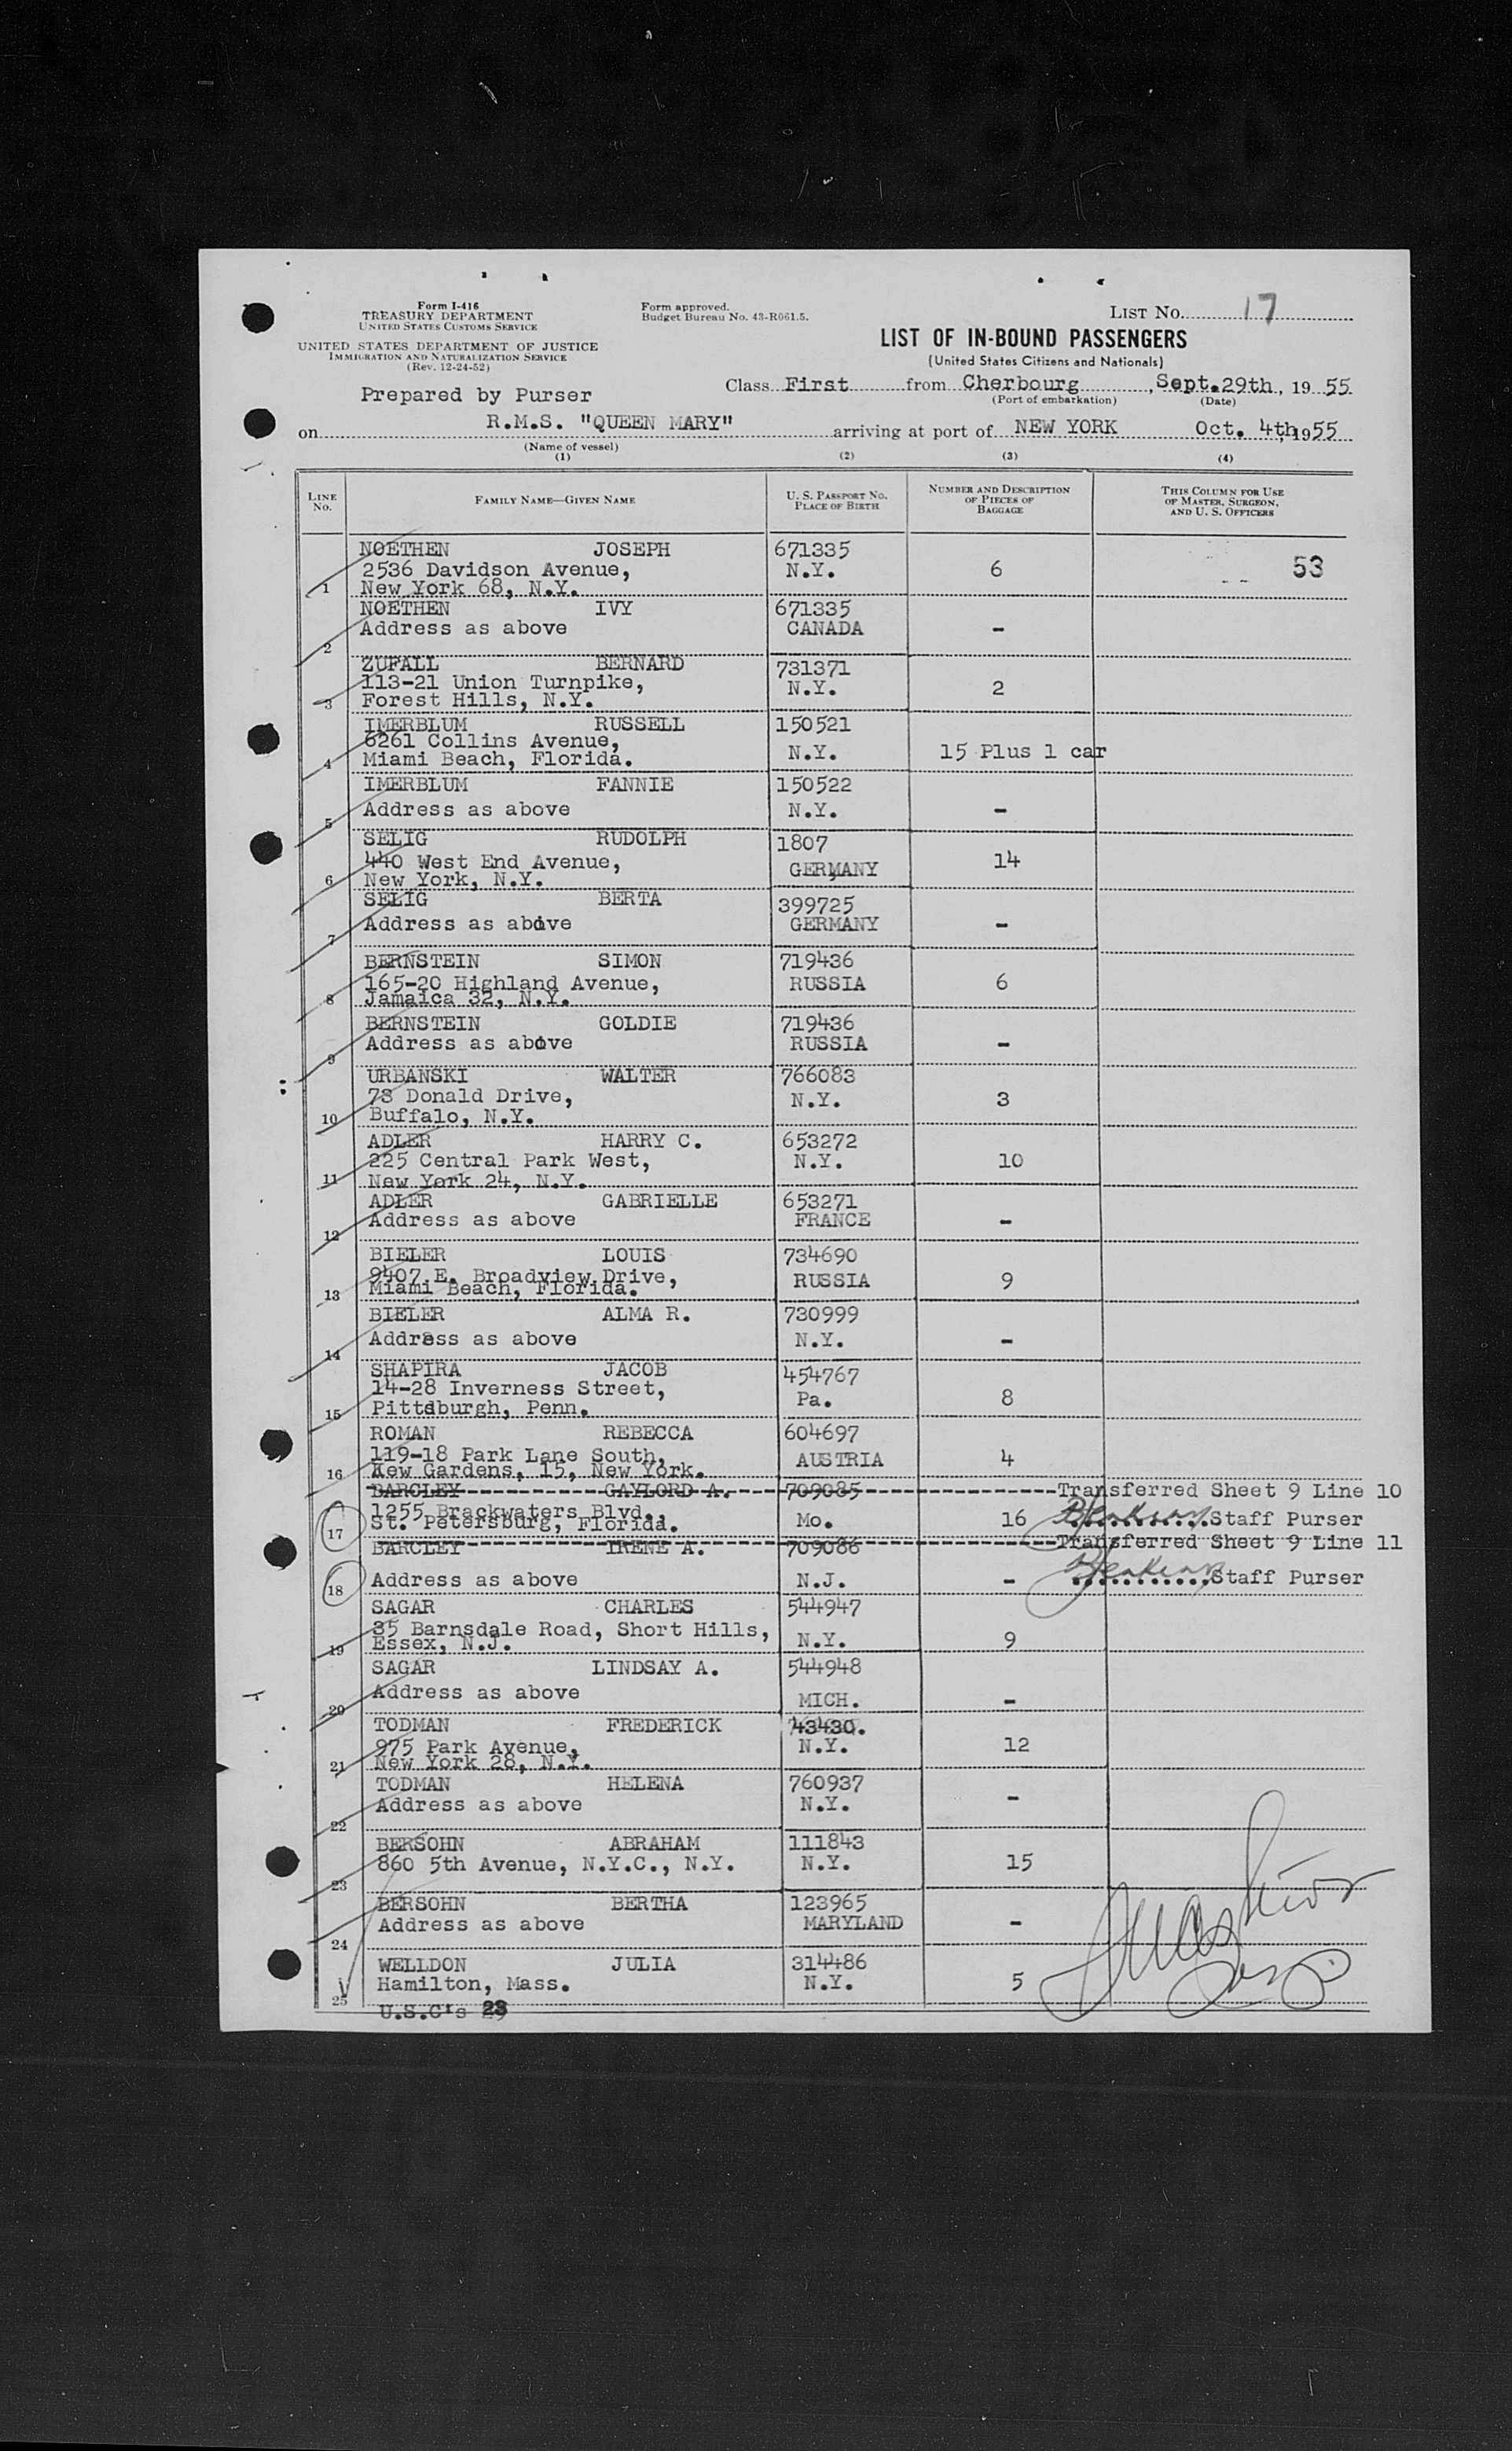 Form I-416
TREASURY DEPARTMENT
UNITED STATES CUSTOMS SERVICE
UNITED STATES DEPARTMENT OF JUSTICE
IMMIGRATION AND NATURALIZATION SERVICE
(Rev. 12-24-52)
Form approved.
Budget Bureau No. 43-R061.5.
LIST No. 17
LIST OF IN-BOUND PASSENGERS
(United States Citizens and Nationals)
Prepared by Purser
Class First from Cherbourg, Sept. 29th, 1955
(Port of embarkation) (Date)
on R.M.S. "QUEEN MARY" arriving at port of NEW YORK Oct. 4th, 1955
(Name of vessel)
(1) (2) (3) (4)
LINE No. FAMILY NAME—GIVEN NAME U. S. PASSPORT NO. PLACE OF BIRTH NUMBER AND DESCRIPTION OF PIECES OF BAGGAGE THIS COLUMN FOR USE OF MASTER, SURGEON, AND U. S. OFFICERS
NOETHEN JOSEPH 671335
2536 Davidson Avenue, N.Y. 6 53
1 New York 68, N.Y.
NOETHEN IVY 671335
Address as above CANADA -
2
ZUFALL BERNARD 731371
113-21 Union Turnpike, N.Y. 2
3 Forest Hills, N.Y.
IMERBLUM RUSSELL 150521
6261 Collins Avenue, N.Y. 15 Plus 1 car
4 Miami Beach, Florida.
IMERBLUM FANNIE 150522
Address as above N.Y. -
5
SELIG RUDOLPH 1807
440 West End Avenue, GERMANY 14
6 New York, N.Y.
SELIG BERTA 399725
Address as above GERMANY -
7
BERNSTEIN SIMON 719436
165-20 Highland Avenue, RUSSIA 6
8 Jamaica 32, N.Y.
BERNSTEIN GOLDIE 719436
Address as above RUSSIA -
9
URBANSKI WALTER 766083
78 Donald Drive, N.Y. 3
10 Buffalo, N.Y.
ADLER HARRY C. 653272
225 Central Park West, N.Y. 10
11 New York 24, N.Y.
ADLER GABRIELLE 653271
Address as above FRANCE -
12
BIELER LOUIS 734690
9407 E. Broadview Drive, RUSSIA 9
13 Miami Beach, Florida.
BIELER ALMA R. 730999
Address as above N.Y. -
14
SHAPIRA JACOB 454767
14-28 Inverness Street, Pa. 8
15 Pittsburgh, Penn.
ROMAN REBECCA 604697
119-18 Park Lane South, AUSTRIA 4
16 Kew Gardens, 15, New York.
BARCLEY GAYLORD A. 709085 Transferred Sheet 9 Line 10
1255 Brackwaters Blvd., Mo. 16 Staff Purser
17 St. Petersburg, Florida.
BARCLEY IRENE A. 709086 Transferred Sheet 9 Line 11
18 Address as above N.J. - Staff Purser
SAGAR CHARLES 544947
35 Barnsdale Road, Short Hills, N.Y. 9
19 Essex, N.J.
SAGAR LINDSAY A. 544948
Address as above MICH. -
20
TODMAN FREDERICK 43430.
975 Park Avenue, N.Y. 12
21 New York 28, N.Y.
TODMAN HELENA 760937
Address as above N.Y. -
22
BERSOHN ABRAHAM 111843
860 5th Avenue, N.Y.C., N.Y. N.Y. 15
23
BERSOHN BERTHA 123965
Address as above MARYLAND -
24
WELLDON JULIA 314486
Hamilton, Mass. N.Y. 5
25
U.S.C's 23